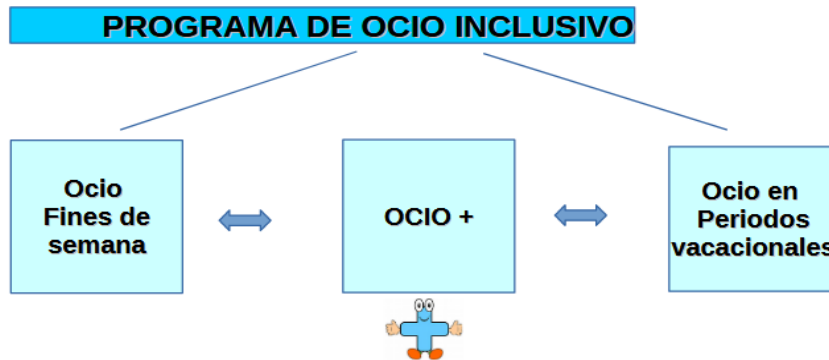 PROGRAMA DE OCIO INCLUSIVO
Ocio
Fines de
semana
OCIO +
Ocio en
Periodos
vacacionales